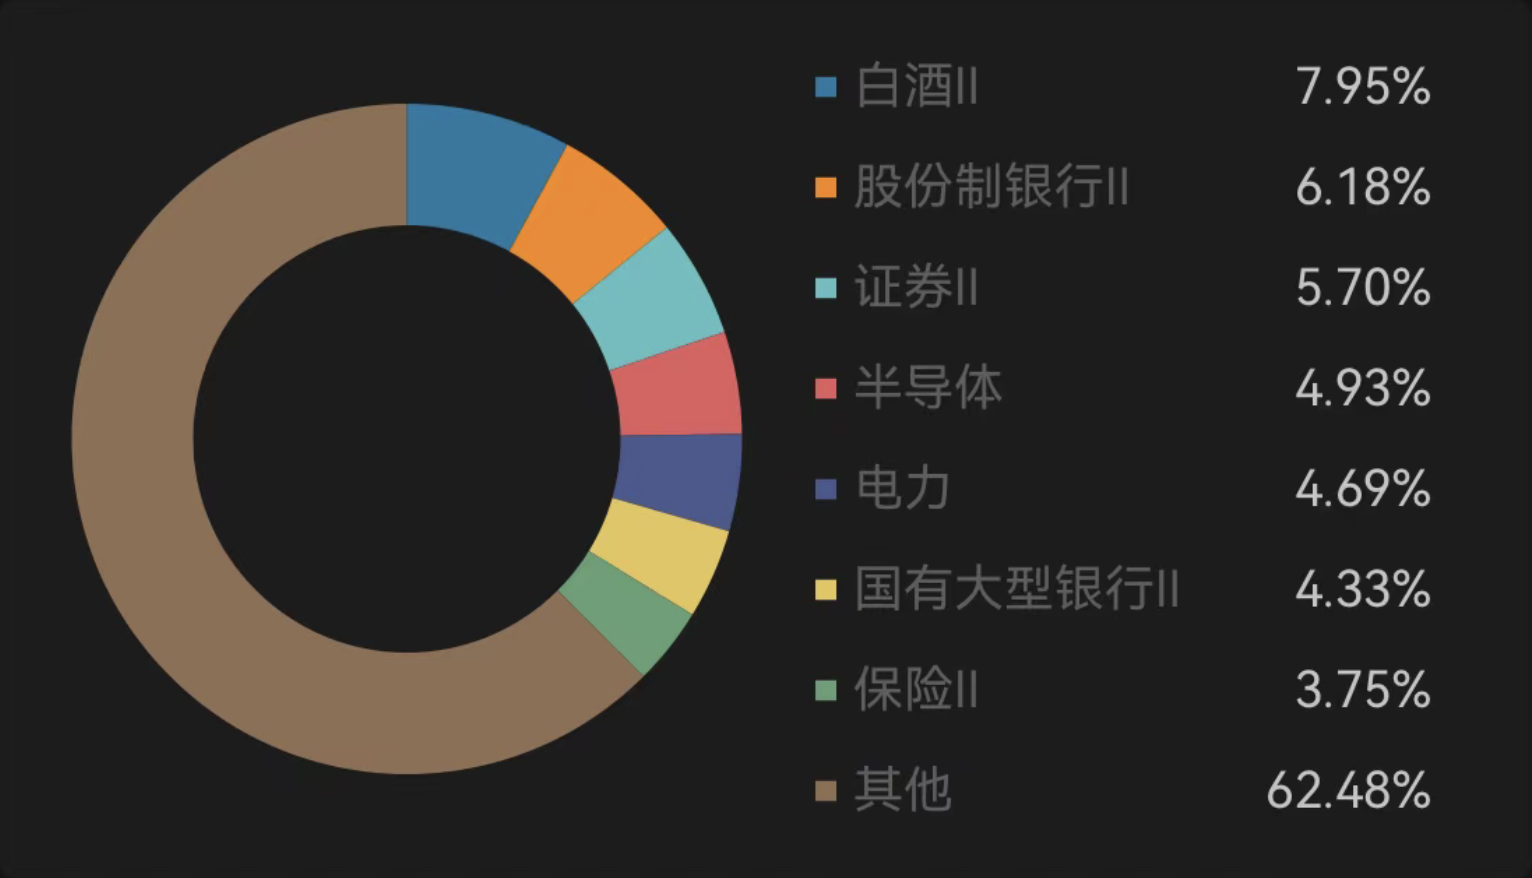 白酒II 7.95%
股份制银行II 6.18%
证券II 5.70%
半导体 4.93%
电力 4.69%
国有大型银行II 4.33%
保险II 3.75%
其他 62.48%